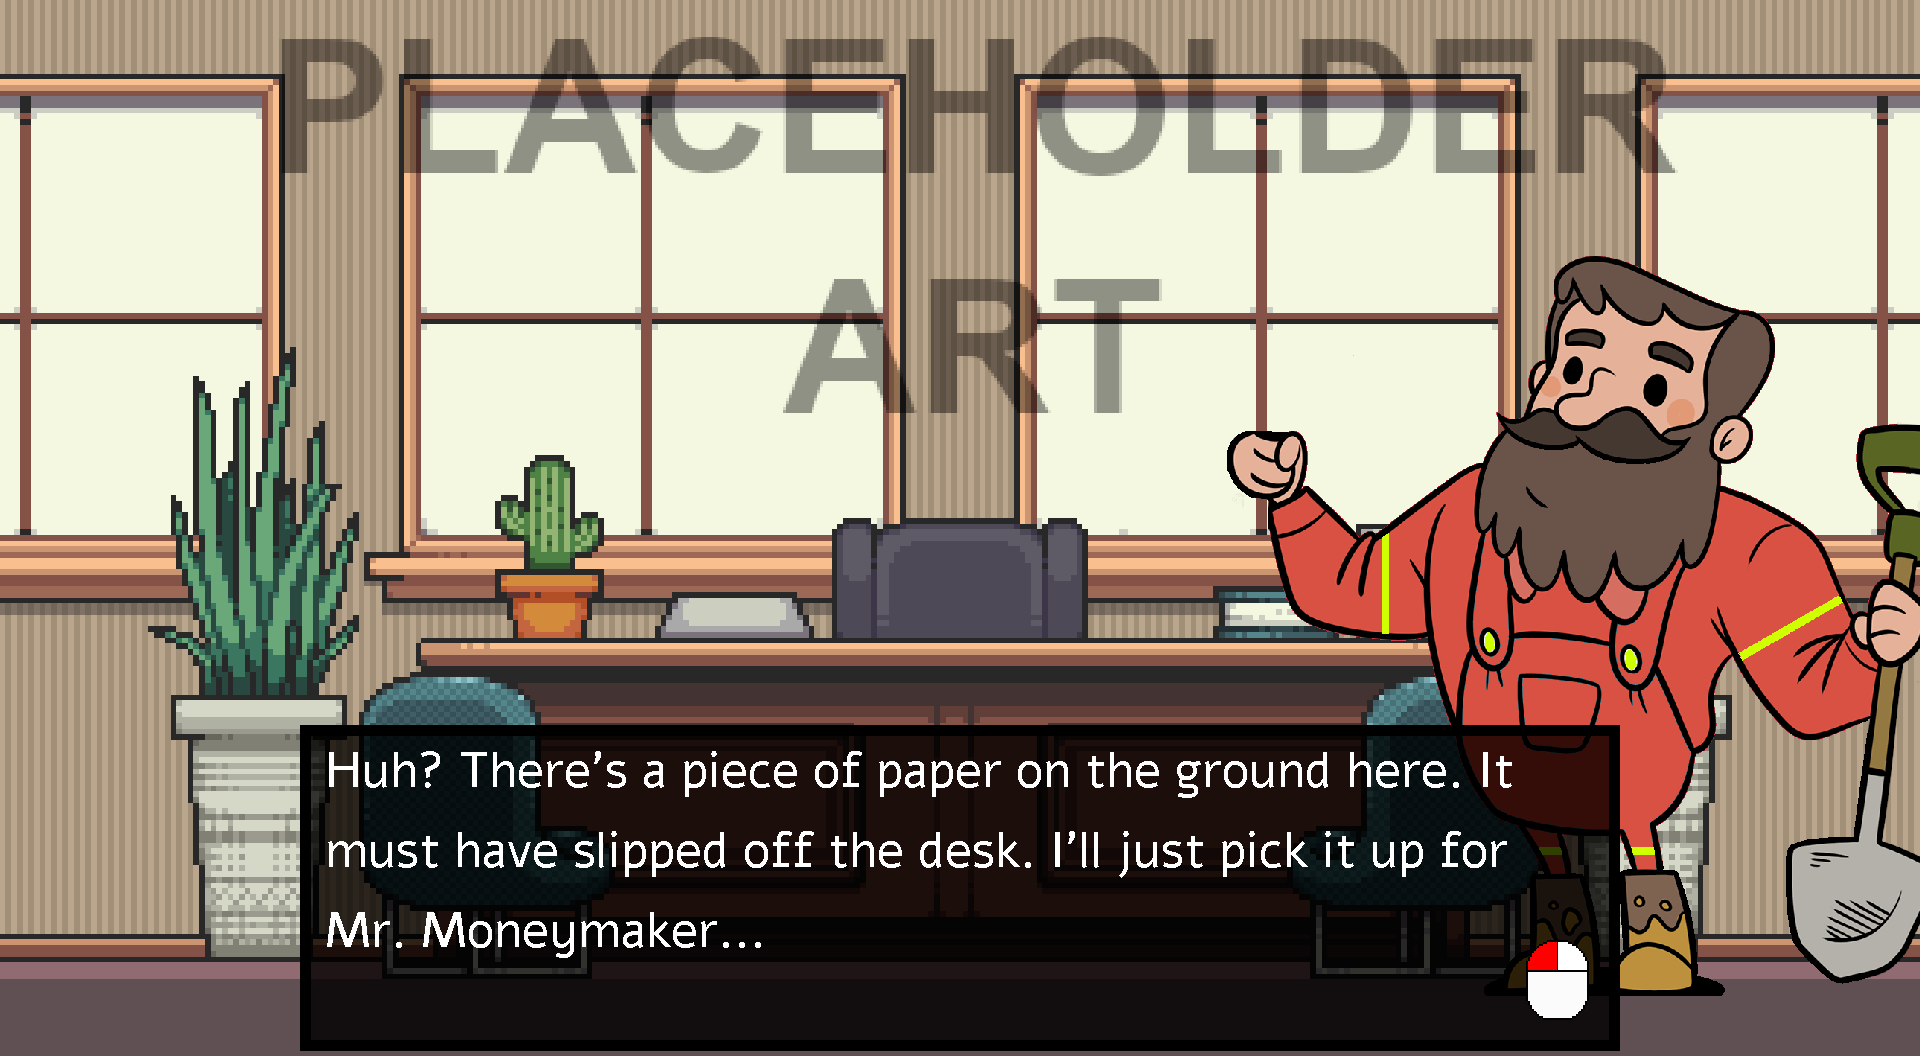 PLACEHOLDER
ART
Huh? There's a piece of paper on the ground here. It
must have slipped off the desk. I'll just pick it up for
Mr. Moneymaker...